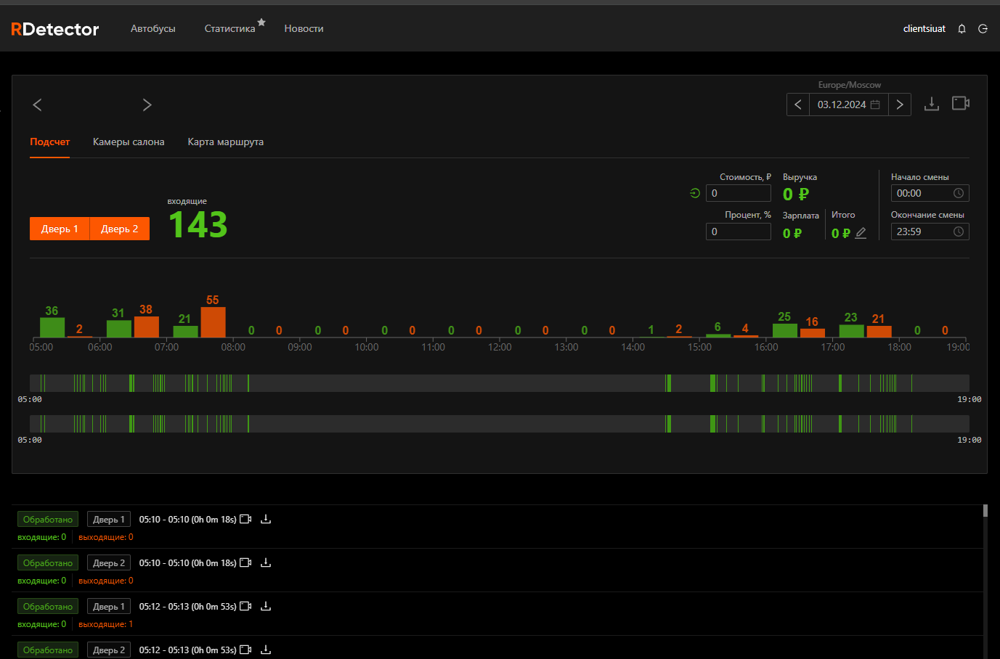 RDetector Автобусы Статистика Новости clientsiuat
Europe/Moscow
03.12.2024
Подсчет Камеры салона Карта маршрута
Дверь 1 Дверь 2
входящие
143
Стоимость, ₽ Выручка
0 0 ₽
Процент, % Зарплата Итого
0 0 ₽ 0 ₽
Начало смены
00:00
Окончание смены
23:59
36 2 31 38 21 55 0 0 0 0 0 0 0 0 0 0 0 0 1 2 6 4 25 16 23 21 0 0
05:00 06:00 07:00 08:00 09:00 10:00 11:00 12:00 13:00 14:00 15:00 16:00 17:00 18:00 19:00
05:00 19:00
05:00 19:00
Обработано Дверь 1 05:10 - 05:10 (0h 0m 18s)
входящие: 0 выходящие: 0
Обработано Дверь 2 05:10 - 05:10 (0h 0m 18s)
входящие: 0 выходящие: 0
Обработано Дверь 1 05:12 - 05:13 (0h 0m 53s)
входящие: 0 выходящие: 1
Обработано Дверь 2 05:12 - 05:13 (0h 0m 53s)